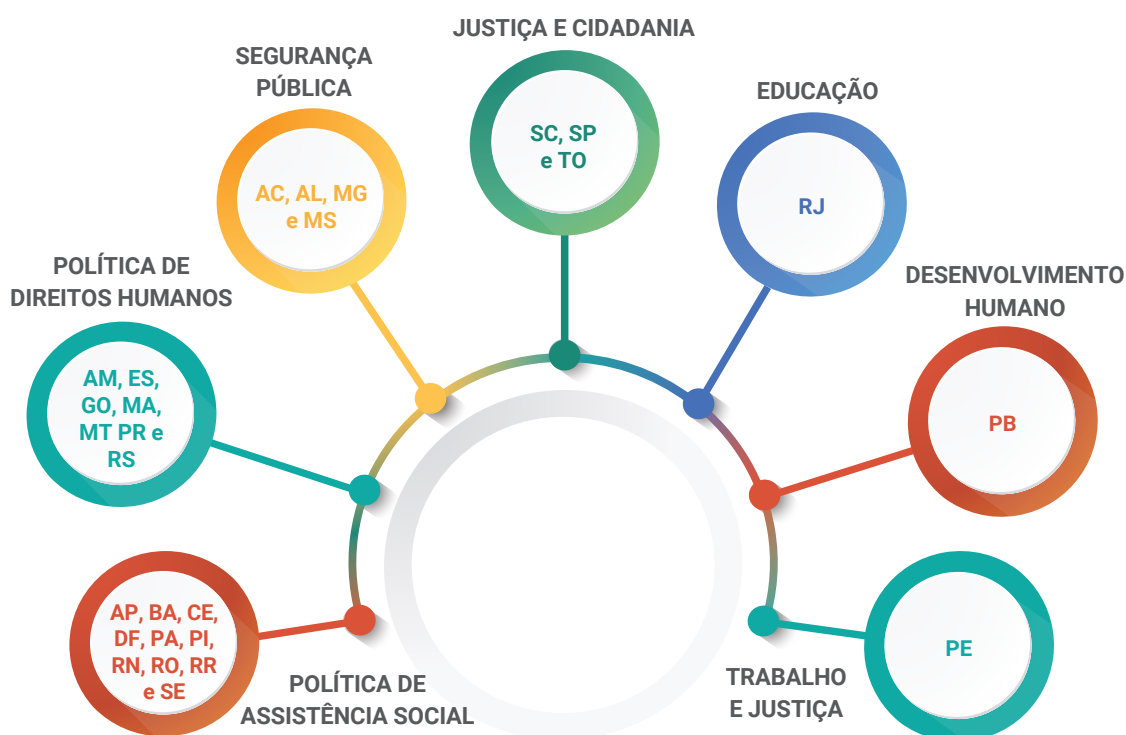 JUSTIÇA E CIDADANIA
SC, SP
e TO
SEGURANÇA
PÚBLICA
AC, AL, MG
e MS
EDUCAÇÃO
RJ
POLÍTICA DE
DIREITOS HUMANOS
AM, ES,
GO, MA,
MT PR e
RS
DESENVOLVIMENTO
HUMANO
PB
AP, BA, CE,
DF, PA, PI,
RN, RO, RR
e SE
POLÍTICA DE
ASSISTÊNCIA SOCIAL
TRABALHO
E JUSTIÇA
PE